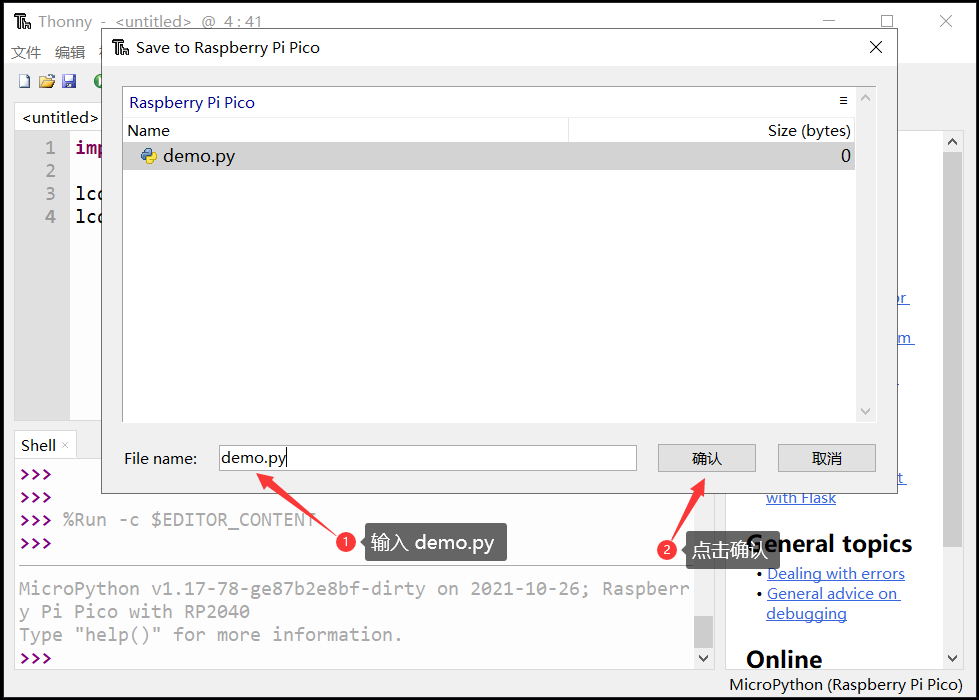 Thonny - <untitled> @ 4 : 41
文件 编辑
Save to Raspberry Pi Pico
<untitled>
Raspberry Pi Pico
Name Size (bytes)
demo.py 0
1 imp
2
3 lcd
4 lcd
or
m
Shell
File name: demo.py 确认 取消
t
with Flask
>>>
>>>
>>> %Run -c $EDITOR_CONTENT
>>>
1 输入 demo.py
2 点击确认
General topics
• Dealing with errors
• General advice on
debugging
Online
MicroPython v1.17-78-ge87b2e8bf-dirty on 2021-10-26; Raspberr
y Pi Pico with RP2040
Type "help()" for more information.
>>>
MicroPython (Raspberry Pi Pico)